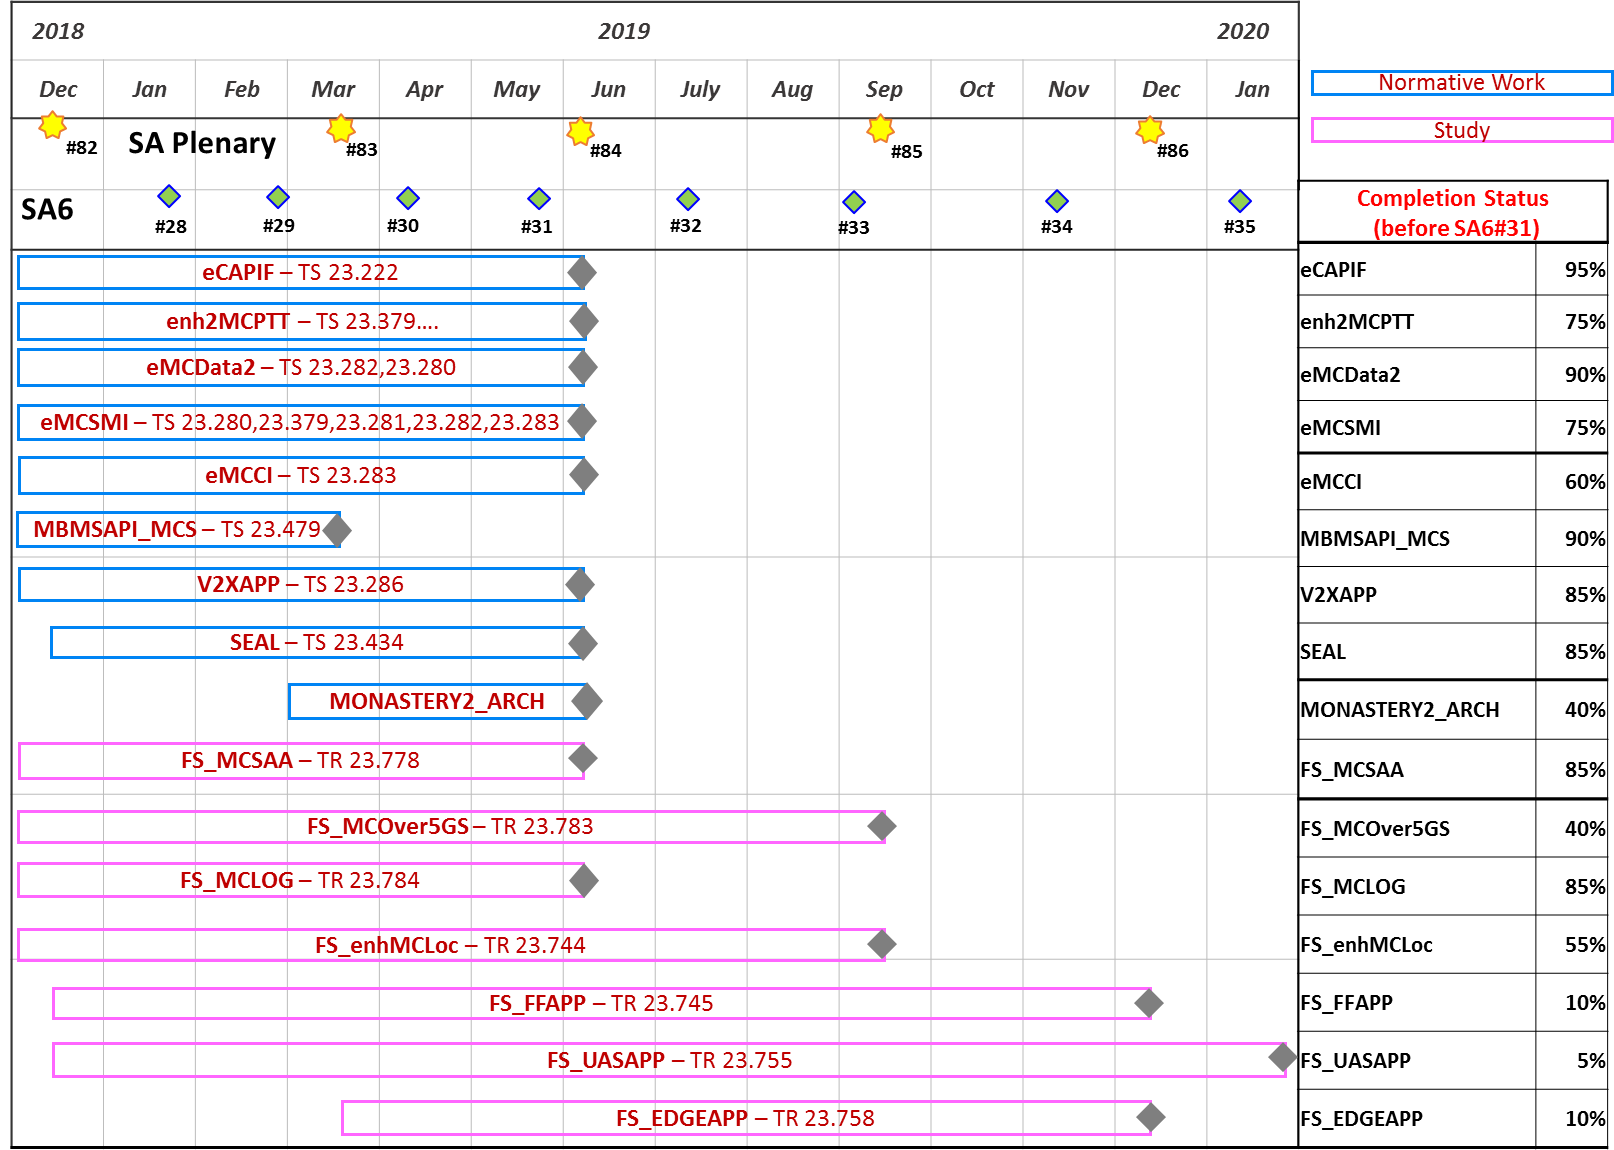 2018 2019 2020
Dec Jan Feb Mar Apr May Jun July Aug Sep Oct Nov Dec Jan
Normative Work
Study
SA Plenary
#82 #83 #84 #85 #86
SA6
#28 #29 #30 #31 #32 #33 #34 #35
Completion Status
(before SA6#31)
eCAPIF – TS 23.222
eCAPIF 95%
enh2MCPTT – TS 23.379....
enh2MCPTT 75%
eMCData2 – TS 23.282,23.280
eMCData2 90%
eMCSMI – TS 23.280,23.379,23.281,23.282,23.283
eMCSMI 75%
eMCCI – TS 23.283
eMCCI 60%
MBMSAPI_MCS – TS 23.479
MBMSAPI_MCS 90%
V2XAPP – TS 23.286
V2XAPP 85%
SEAL – TS 23.434
SEAL 85%
MONASTERY2_ARCH
MONASTERY2_ARCH 40%
FS_MCSAA – TR 23.778
FS_MCSAA 85%
FS_MCOver5GS – TR 23.783
FS_MCOver5GS 40%
FS_MCLOG – TR 23.784
FS_MCLOG 85%
FS_enhMCLoc – TR 23.744
FS_enhMCLoc 55%
FS_FFAPP – TR 23.745
FS_FFAPP 10%
FS_UASAPP – TR 23.755
FS_UASAPP 5%
FS_EDGEAPP – TR 23.758
FS_EDGEAPP 10%